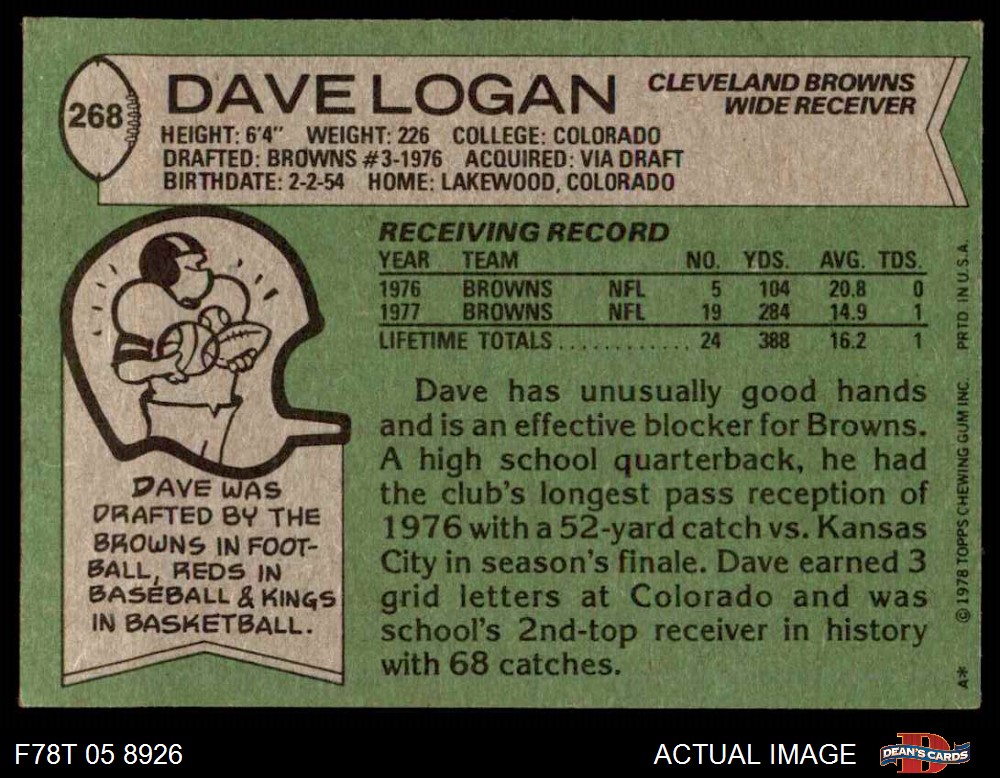 268
DAVE LOGAN
CLEVELAND BROWNS
WIDE RECEIVER
HEIGHT: 6'4" WEIGHT: 226 COLLEGE: COLORADO
DRAFTED: BROWNS #3-1976 ACQUIRED: VIA DRAFT
BIRTHDATE: 2-2-54 HOME: LAKEWOOD, COLORADO
RECEIVING RECORD
YEAR TEAM NO. YDS. AVG. TDS.
1976 BROWNS NFL 5 104 20.8 0
1977 BROWNS NFL 19 284 14.9 1
LIFETIME TOTALS ............ 24 388 16.2 1
Dave has unusually good hands
and is an effective blocker for Browns.
A high school quarterback, he had
the club's longest pass reception of
1976 with a 52-yard catch vs. Kansas
City in season's finale. Dave earned 3
grid letters at Colorado and was
school's 2nd-top receiver in history
with 68 catches.
DAVE WAS
DRAFTED BY THE
BROWNS IN FOOT-
BALL, REDS IN
BASEBALL & KINGS
IN BASKETBALL.
A* © 1978 TOPPS CHEWING GUM INC. PRTD. IN U.S.A.
F78T 05 8926
ACTUAL IMAGE
DEAN'S CARDS